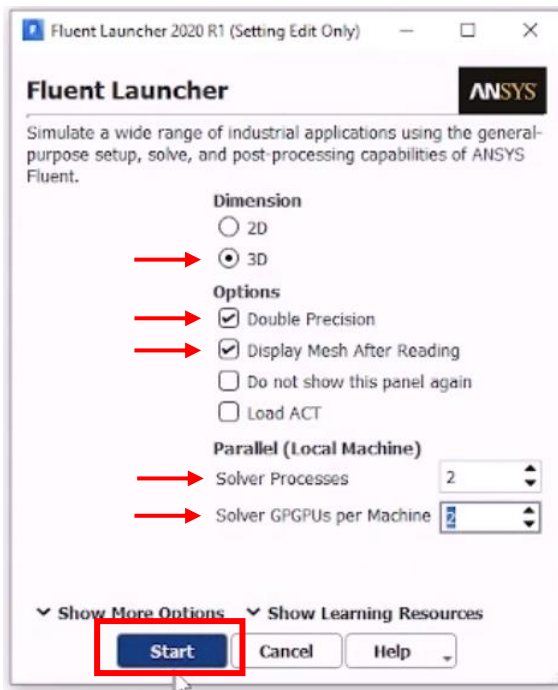 Fluent Launcher 2020 R1 (Setting Edit Only)
Fluent Launcher
ANSYS
Simulate a wide range of industrial applications using the general-
purpose setup, solve, and post-processing capabilities of ANSYS
Fluent.
Dimension
2D
3D
Options
Double Precision
Display Mesh After Reading
Do not show this panel again
Load ACT
Parallel (Local Machine)
Solver Processes 2
Solver GPGPUs per Machine 2
Show More Options Show Learning Resources
Start Cancel Help